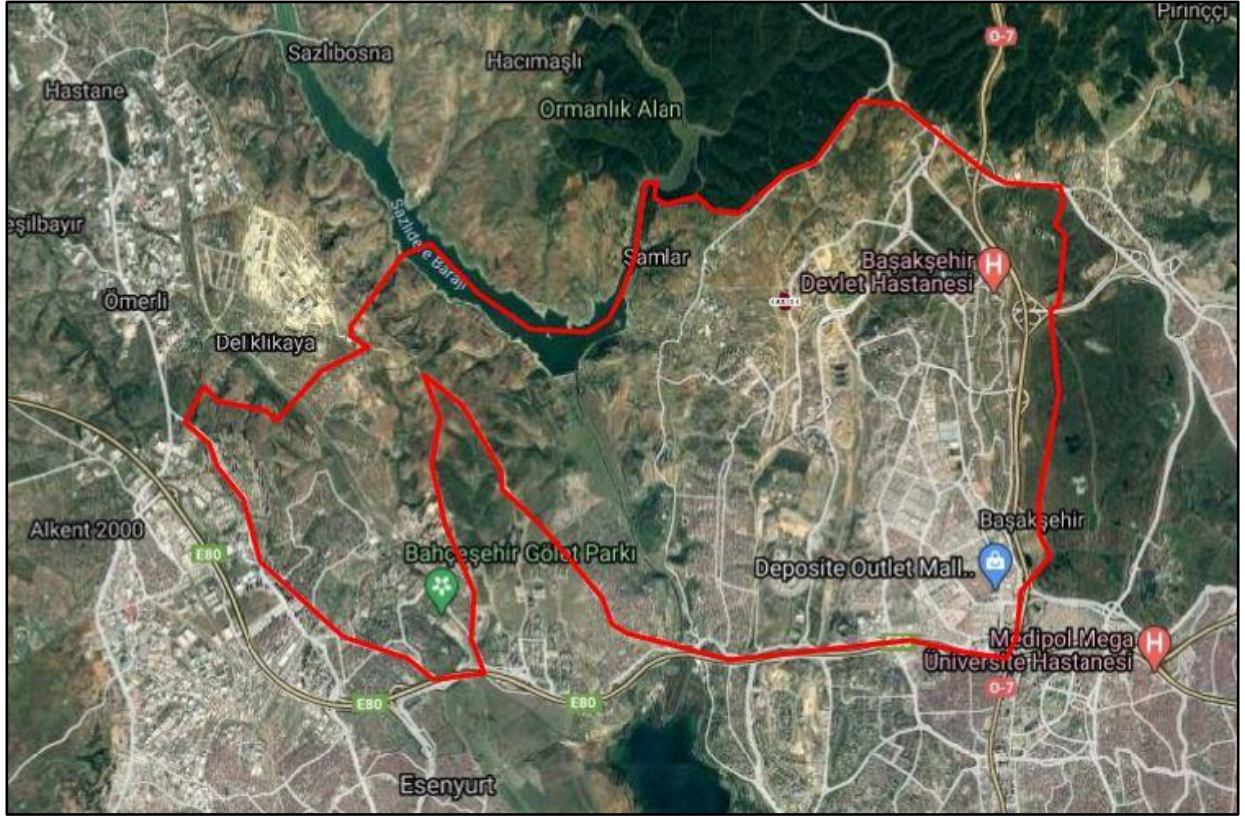 Pirinççi
O-7
Sazlıbosna
Hacımaşlı
Hastane
Ormanlık Alan
eşilbayır
Sazlıdere Barajı
Şamlar
Başakşehir
Devlet Hastanesi
H
Ömerli
Deliklikaya
Alkent 2000
E80
Başakşehir
Bahçeşehir Gölet Parkı
Deposite Outlet Mall..
Medipol Mega
Üniversite Hastanesi
H
O-7
E80
E80
Esenyurt